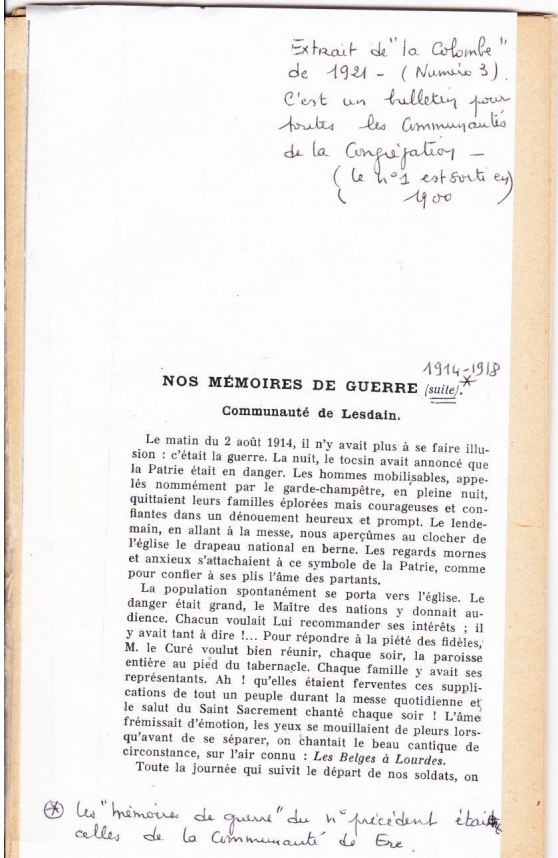 Extrait de "la Colombe"
de 1921 - (Numéro 3).
C'est un bulletin pour
toutes les Communautés
de la Congrégation -
(le n°1 est sorti en
1900)
1914-1918
NOS MÉMOIRES DE GUERRE (suite).*
Communauté de Lesdain.
Le matin du 2 août 1914, il n'y avait plus à se faire illu-
sion : c'était la guerre. La nuit, le tocsin avait annoncé que
la Patrie était en danger. Les hommes mobilisables, appe-
lés nommément par le garde-champêtre, en pleine nuit,
quittaient leurs familles éplorées mais courageuses et con-
fiantes dans un dénouement heureux et prompt. Le lende-
main, en allant à la messe, nous aperçûmes au clocher de
l'église le drapeau national en berne. Les regards mornes
et anxieux s'attachaient à ce symbole de la Patrie, comme
pour confier à ses plis l'âme des partants.
La population spontanément se porta vers l'église. Le
danger était grand, le Maître des nations y donnait au-
dience. Chacun voulait Lui recommander ses intérêts ; il
y avait tant à dire !... Pour répondre à la piété des fidèles,
M. le Curé voulut bien réunir, chaque soir, la paroisse
entière au pied du tabernacle. Chaque famille y avait ses
représentants. Ah ! qu'elles étaient ferventes ces suppli-
cations de tout un peuple durant la messe quotidienne et
le salut du Saint Sacrement chanté chaque soir ! L'âme
frémissait d'émotion, les yeux se mouillaient de pleurs lors-
qu'avant de se séparer, on chantait le beau cantique de
circonstance, sur l'air connu : Les Belges à Lourdes.
Toute la journée qui suivit le départ de nos soldats, on
* les "mémoires de guerre" du n° précédent étaient
celles de la Communauté de Ere.